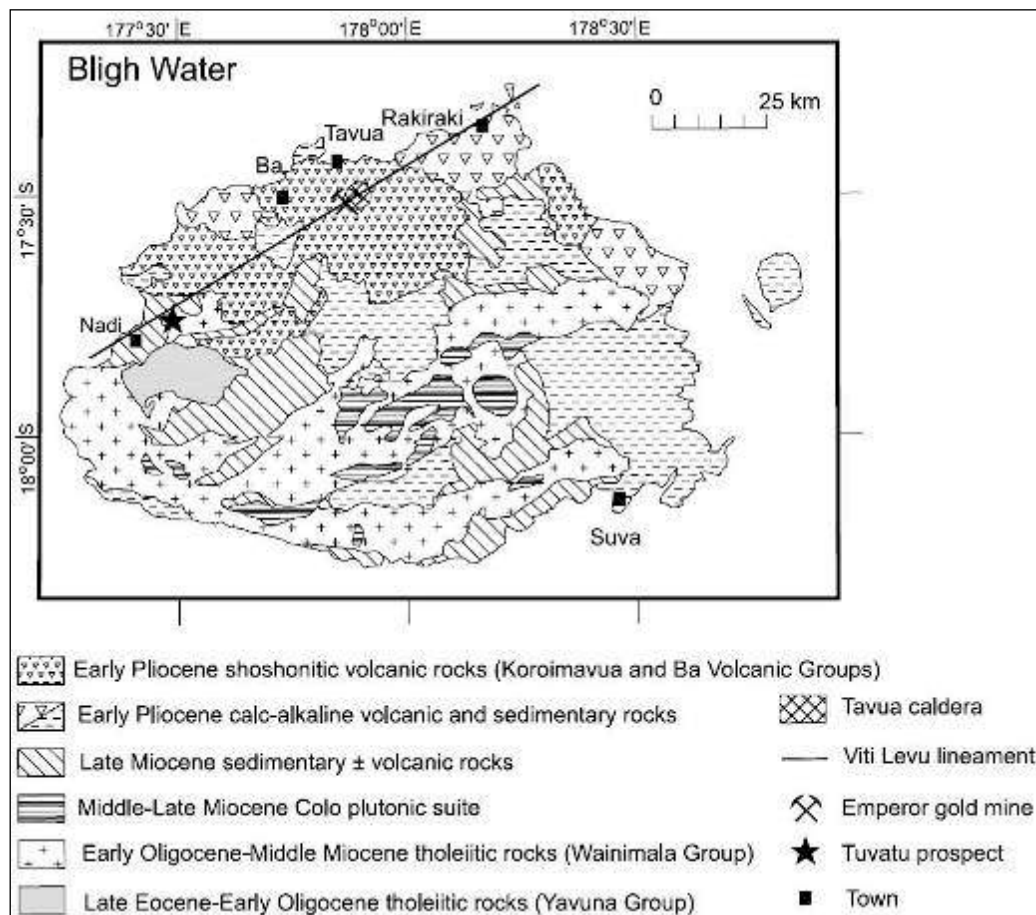 177°30' E
178°00' E
178°30' E
Bligh Water
0
25 km
Rakiraki
Tavua
Ba
17°30' S
Nadi
18°00' S
Suva
Early Pliocene shoshonitic volcanic rocks (Koroimavua and Ba Volcanic Groups)
Early Pliocene calc-alkaline volcanic and sedimentary rocks
Tavua caldera
Late Miocene sedimentary ± volcanic rocks
Viti Levu lineament
Middle-Late Miocene Colo plutonic suite
Emperor gold mine
Early Oligocene-Middle Miocene tholeiitic rocks (Wainimala Group)
Tuvatu prospect
Late Eocene-Early Oligocene tholeiitic rocks (Yavuna Group)
Town